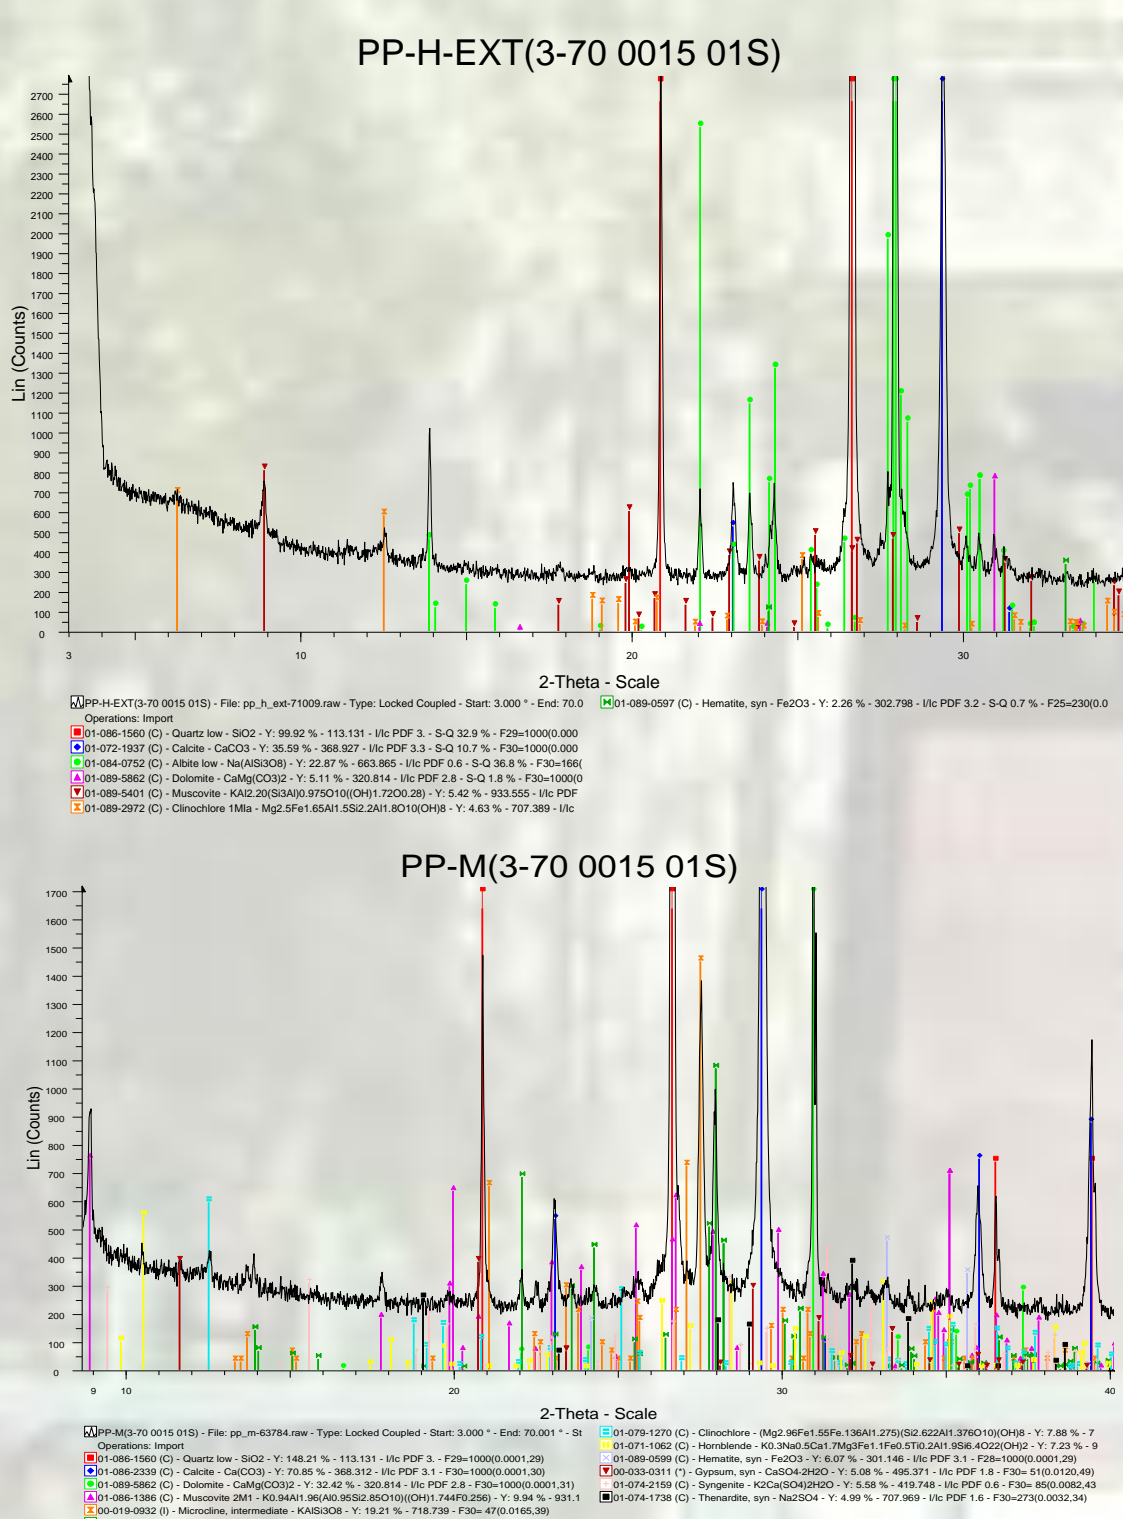 PP-H-EXT(3-70 0015 01S)
Lin (Counts)
2700
2600
2500
2400
2300
2200
2100
2000
1900
1800
1700
1600
1500
1400
1300
1200
1100
1000
900
800
700
600
500
400
300
200
100
0
3 10 20 30
2-Theta - Scale
PP-H-EXT(3-70 0015 01S) - File: pp_h_ext-71009.raw - Type: Locked Coupled - Start: 3.000 ° - End: 70.0
Operations: Import
01-086-1560 (C) - Quartz low - SiO2 - Y: 99.92 % - 113.131 - I/Ic PDF 3. - S-Q 32.9 % - F29=1000(0.000
01-072-1937 (C) - Calcite - CaCO3 - Y: 35.59 % - 368.927 - I/Ic PDF 3.3 - S-Q 10.7 % - F30=1000(0.000
01-084-0752 (C) - Albite low - Na(AlSi3O8) - Y: 22.87 % - 663.865 - I/Ic PDF 0.6 - S-Q 36.8 % - F30=166(
01-089-5862 (C) - Dolomite - CaMg(CO3)2 - Y: 5.11 % - 320.814 - I/Ic PDF 2.8 - S-Q 1.8 % - F30=1000(0
01-089-5401 (C) - Muscovite - KAl2.20(Si3Al)0.975O10((OH)1.72O0.28) - Y: 5.42 % - 933.555 - I/Ic PDF
01-089-2972 (C) - Clinochlore 1MIa - Mg2.5Fe1.65Al1.5Si2.2Al1.8O10(OH)8 - Y: 4.63 % - 707.389 - I/Ic
01-089-0597 (C) - Hematite, syn - Fe2O3 - Y: 2.26 % - 302.798 - I/Ic PDF 3.2 - S-Q 0.7 % - F25=230(0.0
PP-M(3-70 0015 01S)
Lin (Counts)
1700
1600
1500
1400
1300
1200
1100
1000
900
800
700
600
500
400
300
200
100
0
9 10 20 30 40
2-Theta - Scale
PP-M(3-70 0015 01S) - File: pp_m-63784.raw - Type: Locked Coupled - Start: 3.000 ° - End: 70.001 ° - St
Operations: Import
01-086-1560 (C) - Quartz low - SiO2 - Y: 148.21 % - 113.131 - I/Ic PDF 3. - F29=1000(0.0001,29)
01-086-2339 (C) - Calcite - Ca(CO3) - Y: 70.85 % - 368.312 - I/Ic PDF 3.1 - F30=1000(0.0001,30)
01-089-5862 (C) - Dolomite - CaMg(CO3)2 - Y: 32.42 % - 320.814 - I/Ic PDF 2.8 - F30=1000(0.0001,31)
01-086-1386 (C) - Muscovite 2M1 - K0.94Al1.96(Al0.95Si2.85O10)((OH)1.744F0.256) - Y: 9.94 % - 931.1
00-019-0932 (I) - Microcline, intermediate - KAlSi3O8 - Y: 19.21 % - 718.739 - F30= 47(0.0165,39)
01-079-1270 (C) - Clinochlore - (Mg2.96Fe1.55Fe.136Al1.275)(Si2.622Al1.376O10)(OH)8 - Y: 7.88 % - 7
01-071-1062 (C) - Hornblende - K0.3Na0.5Ca1.7Mg3Fe1.1Fe0.5Ti0.2Al1.9Si6.4O22(OH)2 - Y: 7.23 % - 9
01-089-0599 (C) - Hematite, syn - Fe2O3 - Y: 6.07 % - 301.146 - I/Ic PDF 3.1 - F28=1000(0.0001,29)
00-033-0311 (*) - Gypsum, syn - CaSO4·2H2O - Y: 5.08 % - 495.371 - I/Ic PDF 1.8 - F30= 51(0.0120,49)
01-074-2159 (C) - Syngenite - K2Ca(SO4)2H2O - Y: 5.58 % - 419.748 - I/Ic PDF 0.6 - F30= 85(0.0082,43
01-074-1738 (C) - Thenardite, syn - Na2SO4 - Y: 4.99 % - 707.969 - I/Ic PDF 1.6 - F30=273(0.0032,34)